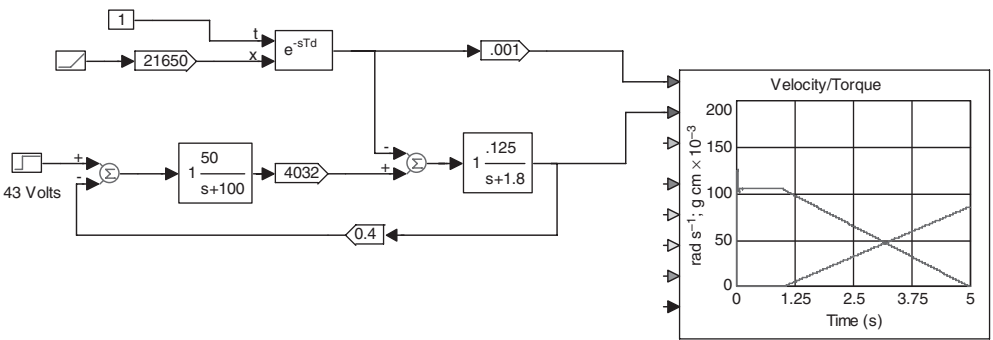 1
t
x
e-sTd
21650
.001
43 Volts
+
-
Σ
1 50
s+100
4032
-
+
Σ
1 .125
s+1.8
0.4
Velocity/Torque
rad s⁻¹; g cm × 10⁻³
200
150
100
50
0
0 1.25 2.5 3.75 5
Time (s)